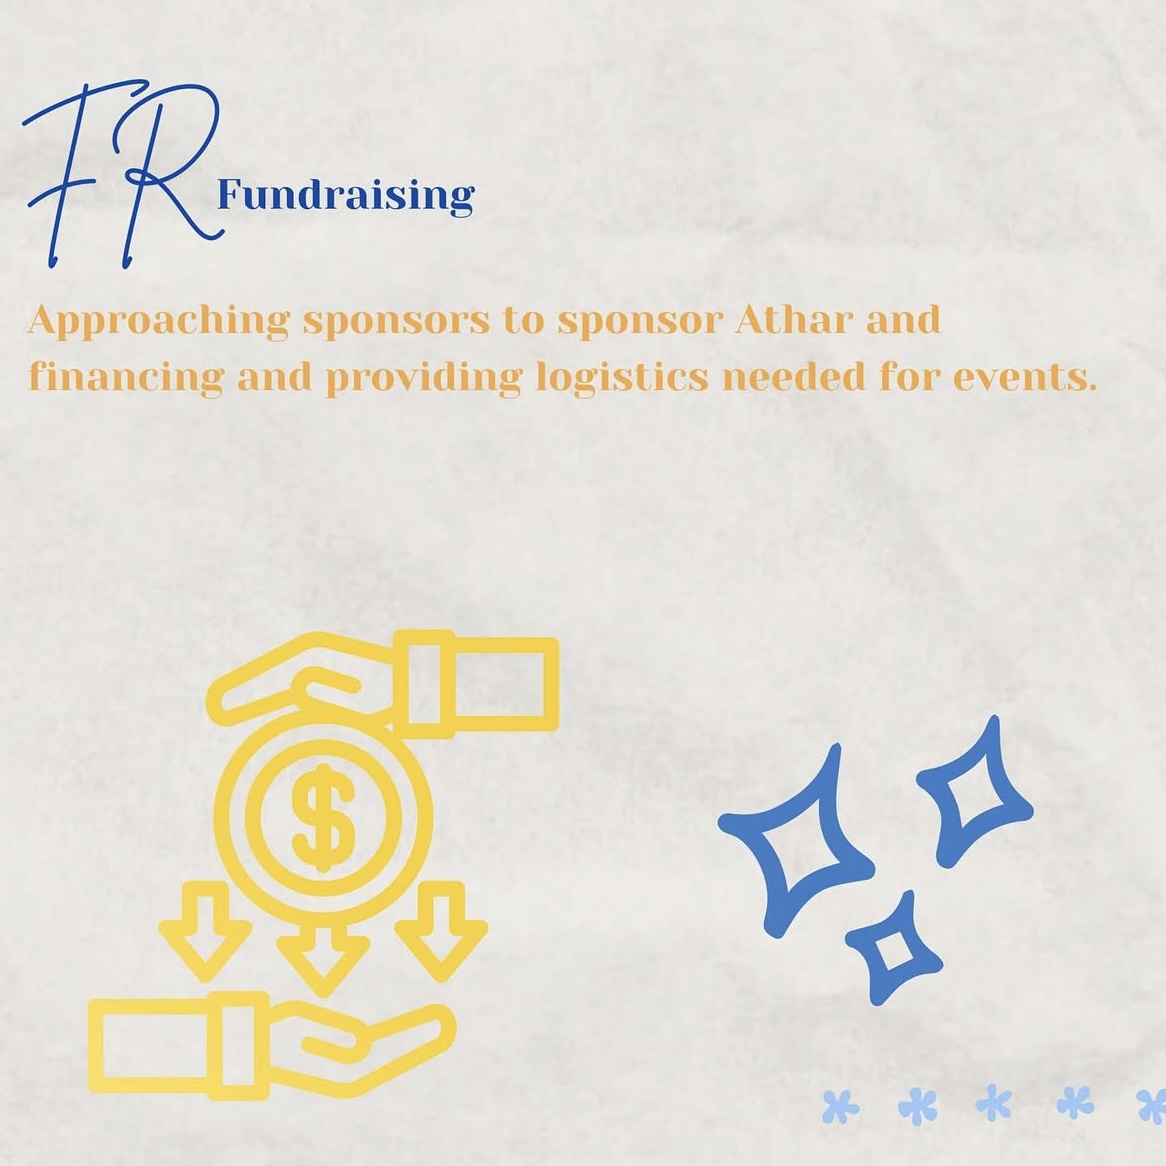 FR Fundraising
Approaching sponsors to sponsor Athar and
financing and providing logistics needed for events.
$